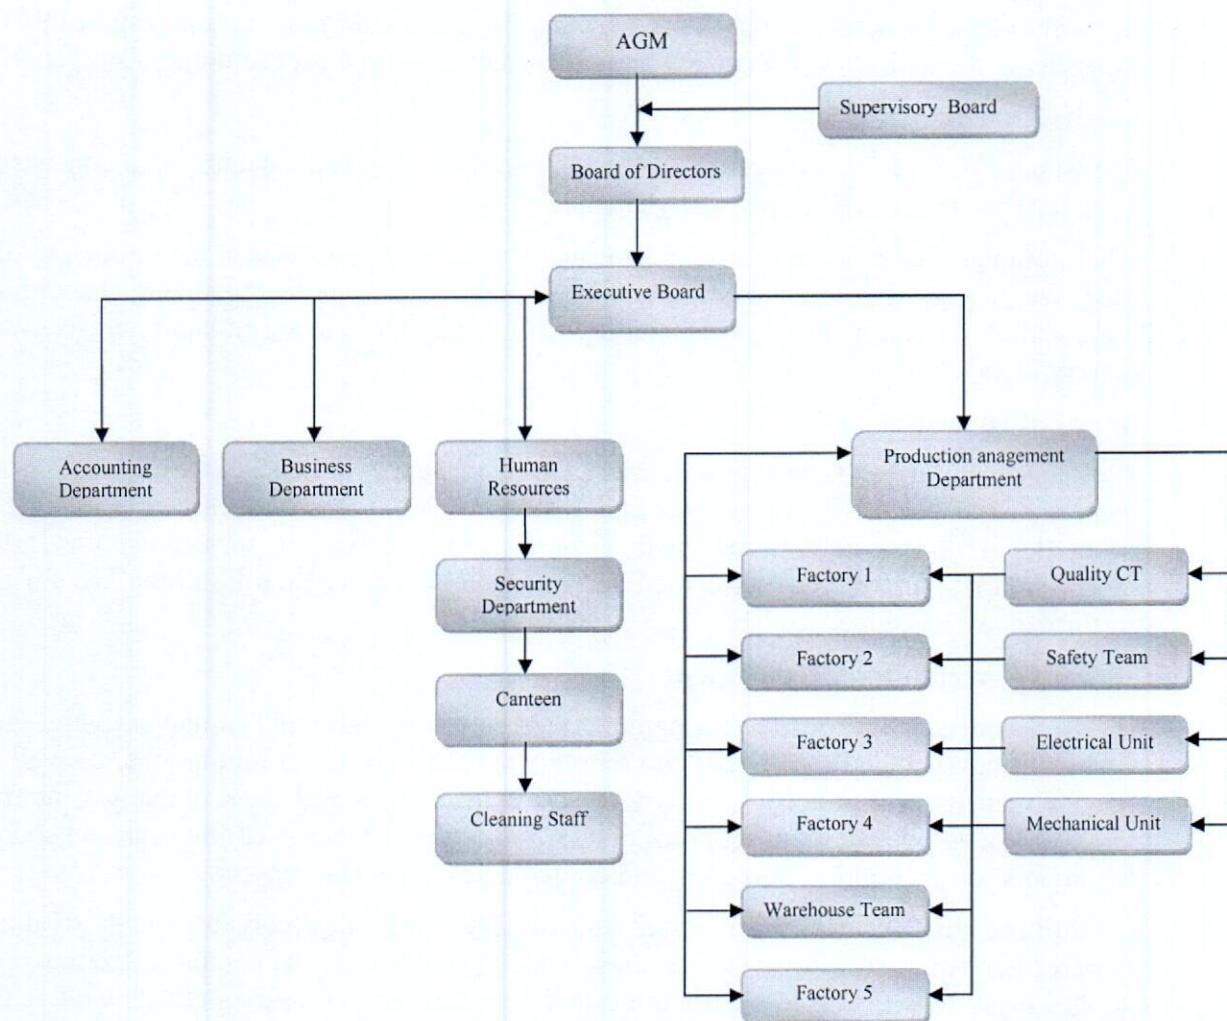 AGM
Supervisory Board
Board of Directors
Executive Board
Accounting
Department
Business
Department
Human
Resources
Production anagement
Department
Security
Department
Canteen
Cleaning Staff
Factory 1
Quality CT
Factory 2
Safety Team
Factory 3
Electrical Unit
Factory 4
Mechanical Unit
Warehouse Team
Factory 5